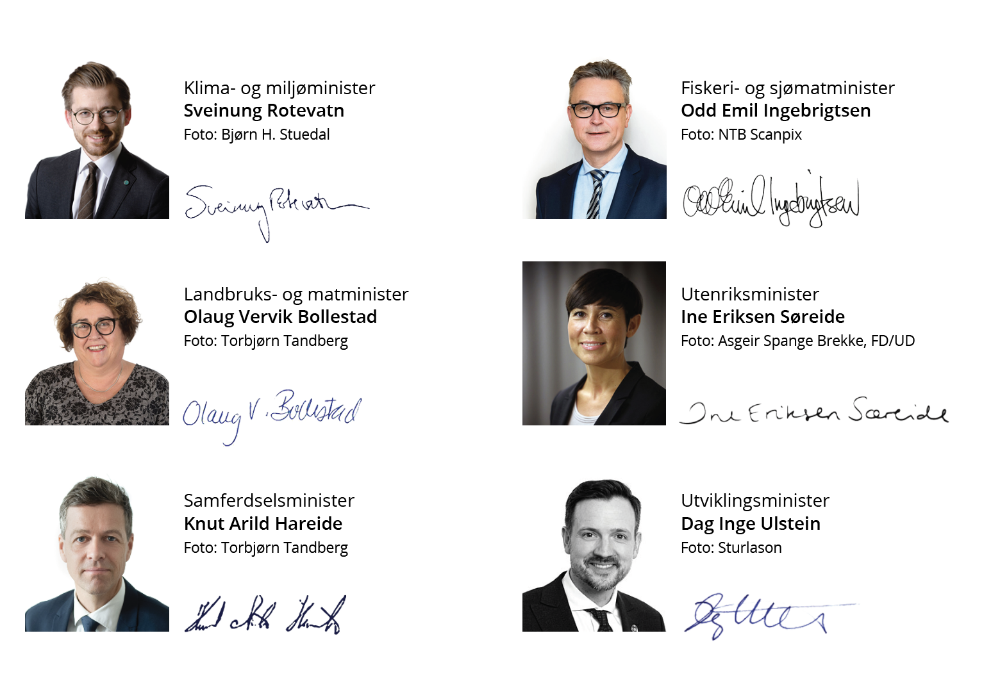 Klima- og miljøminister
Sveinung Rotevatn
Foto: Bjørn H. Stuedal
Sveinung Rotevatn
Fiskeri- og sjømatminister
Odd Emil Ingebrigtsen
Foto: NTB Scanpix
Odd Emil Ingebrigtsen
Landbruks- og matminister
Olaug Vervik Bollestad
Foto: Torbjørn Tandberg
Olaug V. Bollestad
Utenriksminister
Ine Eriksen Søreide
Foto: Asgeir Spange Brekke, FD/UD
Ine Eriksen Søreide
Samferdselsminister
Knut Arild Hareide
Foto: Torbjørn Tandberg
Knut Arild Hareide
Utviklingsminister
Dag Inge Ulstein
Foto: Sturlason